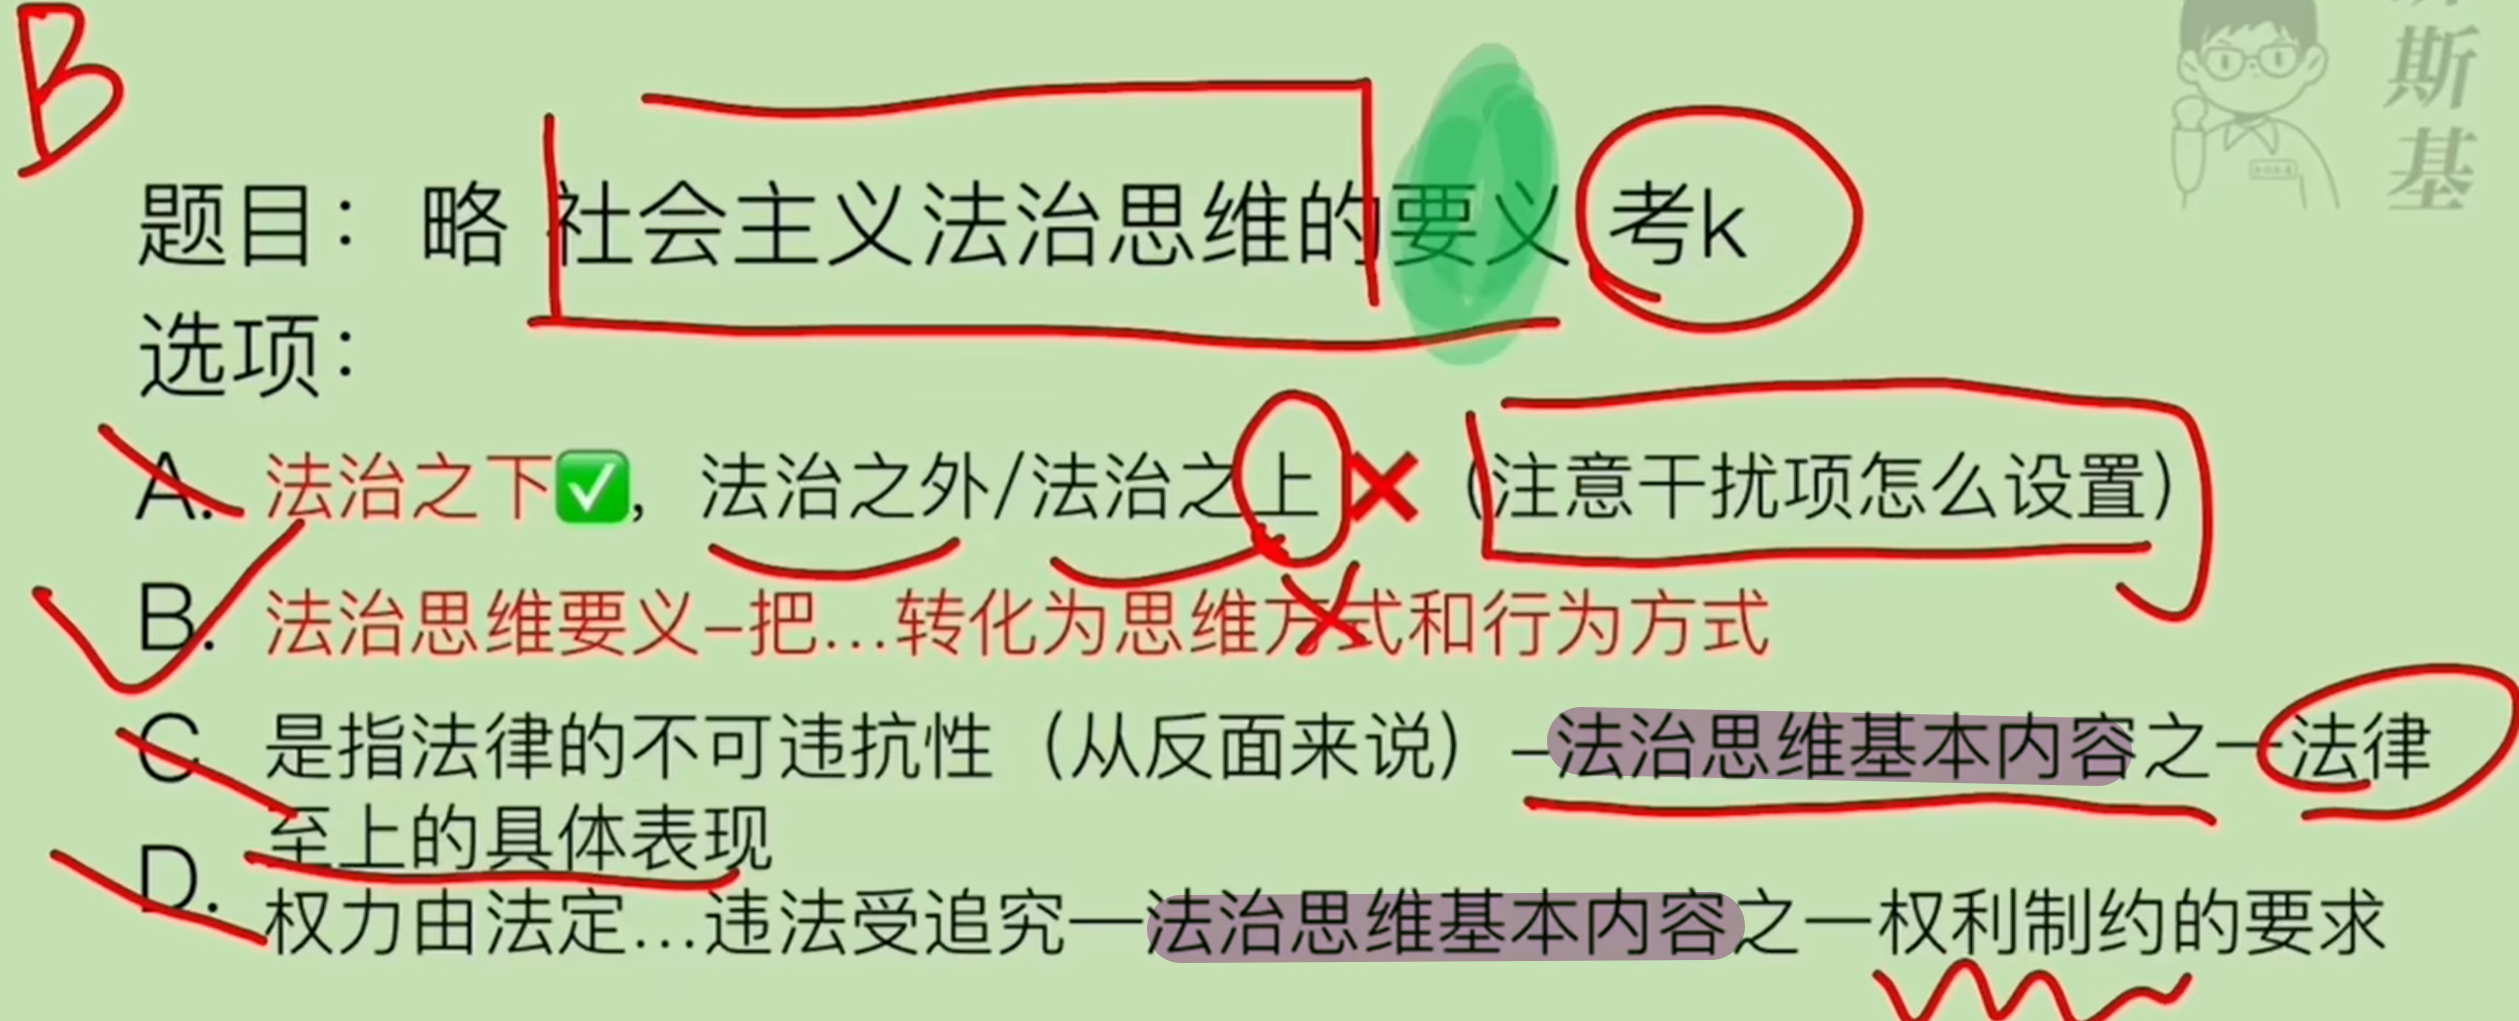 B
斯基
题目：略 社会主义法治思维的要义 考k
选项：
A. 法治之下✅，法治之外/法治之上❌（注意干扰项怎么设置）
B. 法治思维要义–把…转化为思维方式和行为方式
C. 是指法律的不可违抗性（从反面来说）–法治思维基本内容之一法律
至上的具体表现
D. 权力由法定…违法受追究—法治思维基本内容之一权利制约的要求